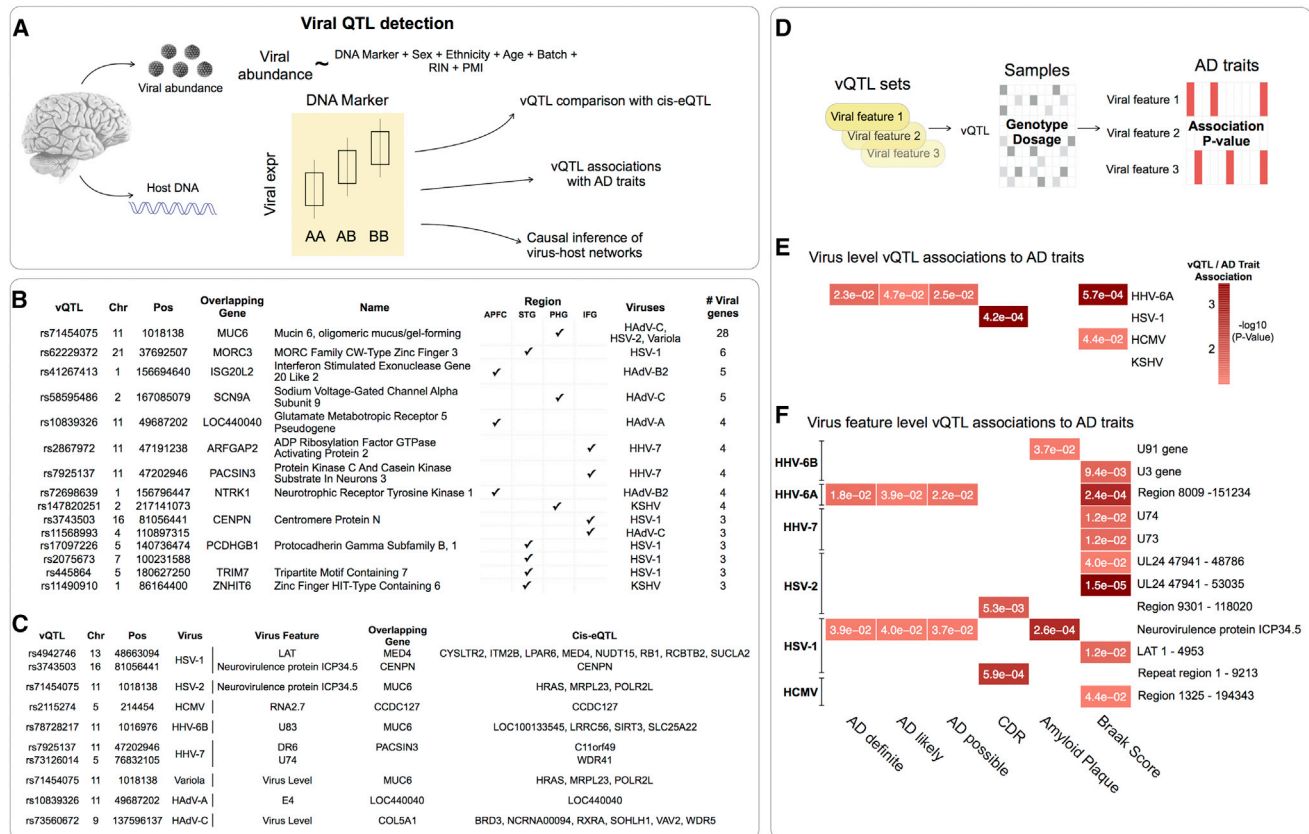 A
Viral QTL detection
Viral abundance
Host DNA
Viral abundance ~ DNA Marker + Sex + Ethnicity + Age + Batch + RIN + PMI
DNA Marker
Viral expr
AA AB BB
vQTL comparison with cis-eQTL
vQTL associations with AD traits
Causal inference of virus-host networks
B
vQTL Chr Pos Overlapping Gene Name Region Viruses # Viral genes
APFC STG PHG IFG
rs71454075 11 1018138 MUC6 Mucin 6, oligomeric mucus/gel-forming ✓ HAdV-C, HSV-2, Variola 28
rs62229372 21 37692507 MORC3 MORC Family CW-Type Zinc Finger 3 ✓ HSV-1 6
rs41267413 1 156694640 ISG20L2 Interferon Stimulated Exonuclease Gene 20 Like 2 ✓ HAdV-B2 5
rs58595486 2 167085079 SCN9A Sodium Voltage-Gated Channel Alpha Subunit 9 ✓ HAdV-C 5
rs10839326 11 49687202 LOC440040 Glutamate Metabotropic Receptor 5 Pseudogene ✓ HAdV-A 4
rs2867972 11 47191238 ARFGAP2 ADP Ribosylation Factor GTPase Activating Protein 2 ✓ HHV-7 4
rs7925137 11 47202946 PACSIN3 Protein Kinase C And Casein Kinase Substrate In Neurons 3 ✓ HHV-7 4
rs72698639 1 156796447 NTRK1 Neurotrophic Receptor Tyrosine Kinase 1 ✓ HAdV-B2 4
rs147820251 2 217141073 ✓ KSHV 4
rs3743503 16 81056441 CENPN Centromere Protein N ✓ HSV-1 3
rs11568993 4 110897315 ✓ HAdV-C 3
rs17097226 5 140736474 PCDHGB1 Protocadherin Gamma Subfamily B, 1 ✓ HSV-1 3
rs2075673 7 100231588 ✓ HSV-1 3
rs445864 5 180627250 TRIM7 Tripartite Motif Containing 7 ✓ HSV-1 3
rs11490910 1 86164400 ZNHIT6 Zinc Finger HIT-Type Containing 6 ✓ KSHV 3
C
vQTL Chr Pos Virus Virus Feature Overlapping Gene Cis-eQTL
rs4942746 13 48663094 HSV-1 LAT MED4 CYSLTR2, ITM2B, LPAR6, MED4, NUDT15, RB1, RCBTB2, SUCLA2
rs3743503 16 81056441 Neurovirulence protein ICP34.5 CENPN CENPN
rs71454075 11 1018138 HSV-2 Neurovirulence protein ICP34.5 MUC6 HRAS, MRPL23, POLR2L
rs2115274 5 214454 HCMV RNA2.7 CCDC127 CCDC127
rs78728217 11 1016976 HHV-6B U83 MUC6 LOC100133545, LRRC56, SIRT3, SLC25A22
rs7925137 11 47202946 HHV-7 DR6 PACSIN3 C11orf49
rs73126014 5 76832105 U74 WDR41
rs71454075 11 1018138 Variola Virus Level MUC6 HRAS, MRPL23, POLR2L
rs10839326 11 49687202 HAdV-A E4 LOC440040 LOC440040
rs73560672 9 137596137 HAdV-C Virus Level COL5A1 BRD3, NCRNA00094, RXRA, SOHLH1, VAV2, WDR5
D
vQTL sets
Viral feature 1
Viral feature 2
Viral feature 3
vQTL
Samples
Genotype Dosage
AD traits
Viral feature 1
Viral feature 2
Viral feature 3
Association P-value
E
Virus level vQTL associations to AD traits
2.3e-02 4.7e-02 2.5e-02 5.7e-04 HHV-6A
4.2e-04 HSV-1
4.4e-02 HCMV
KSHV
vQTL / AD Trait Association
3
2
-log10 (P-Value)
F
Virus feature level vQTL associations to AD traits
HHV-6B 3.7e-02 U91 gene
9.4e-03 U3 gene
HHV-6A 1.8e-02 3.9e-02 2.2e-02 2.4e-04 Region 8009 -151234
HHV-7 1.2e-02 U74
1.2e-02 U73
HSV-2 4.0e-02 UL24 47941 - 48786
1.5e-05 UL24 47941 - 53035
5.3e-03 Region 9301 - 118020
HSV-1 3.9e-02 4.0e-02 3.7e-02 2.6e-04 Neurovirulence protein ICP34.5
1.2e-02 LAT 1 - 4953
5.9e-04 Repeat region 1 - 9213
HCMV 4.4e-02 Region 1325 - 194343
AD definite
AD likely
AD possible
CDR
Amyloid Plaque
Braak Score